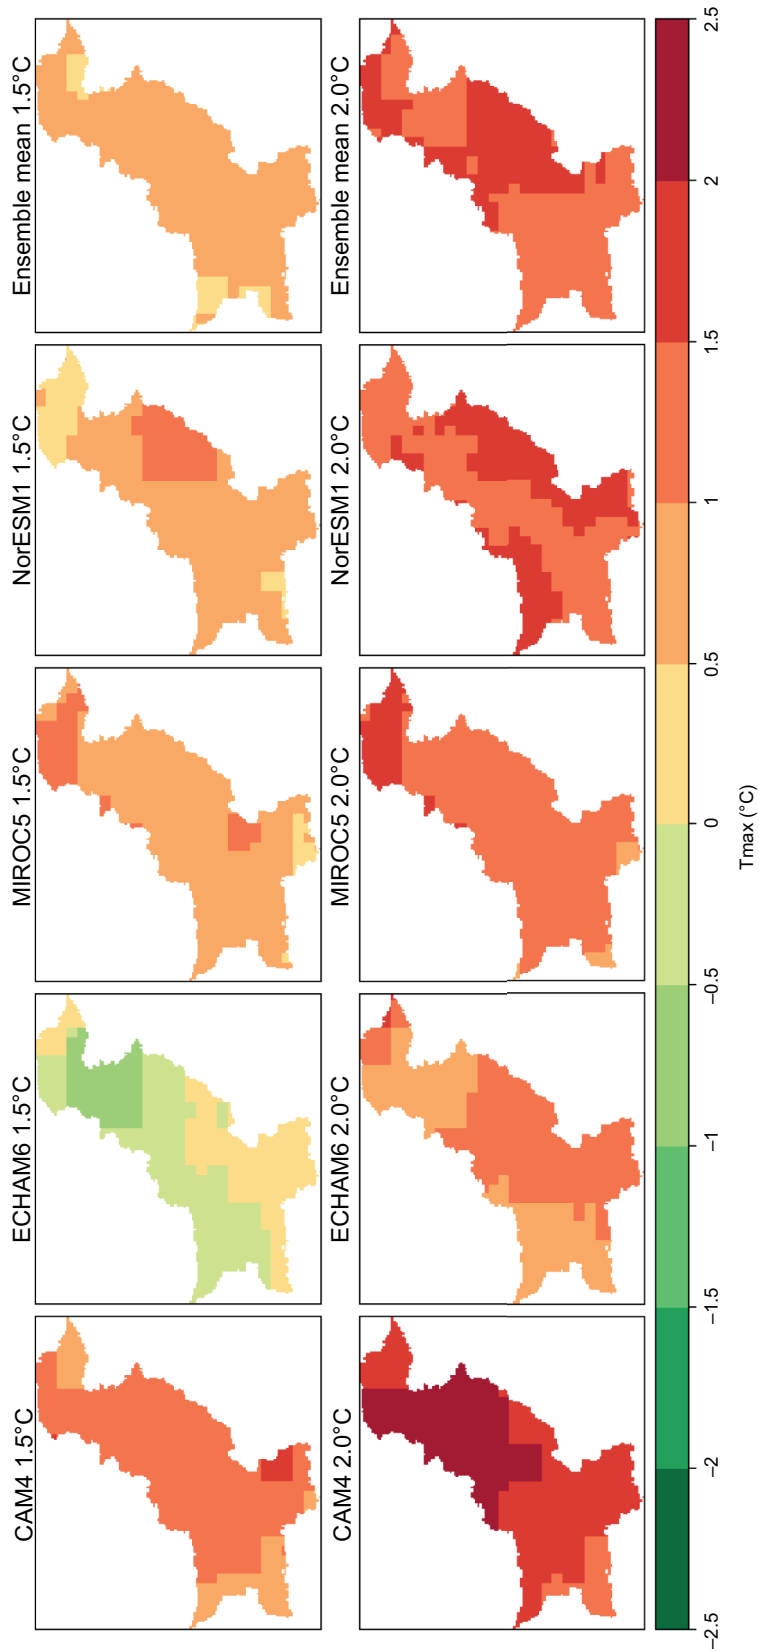 CAM4 1.5°C
ECHAM6 1.5°C
MIROC5 1.5°C
NorESM1 1.5°C
Ensemble mean 1.5°C
CAM4 2.0°C
ECHAM6 2.0°C
MIROC5 2.0°C
NorESM1 2.0°C
Ensemble mean 2.0°C
−2.5 −2 −1.5 −1 −0.5 0 0.5 1 1.5 2 2.5
Tmax (°C)